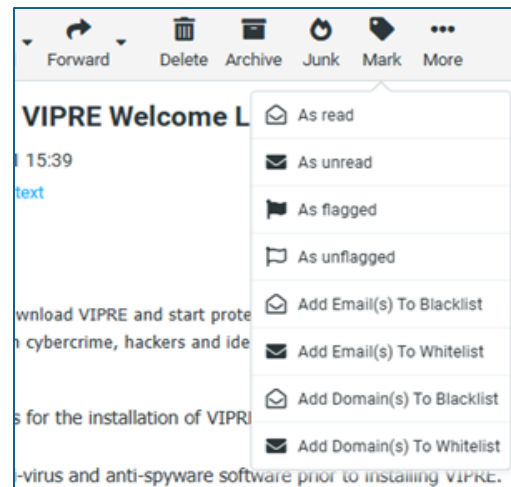 Forward Delete Archive Junk Mark More
VIPRE Welcome L
15:39
text
As read
As unread
As flagged
As unflagged
wnload VIPRE and start prote
Add Email(s) To Blacklist
cybercrime, hackers and ide
Add Email(s) To Whitelist
Add Domain(s) To Blacklist
s for the installation of VIPR
Add Domain(s) To Whitelist
-virus and anti-spyware software prior to installing VIPRE.